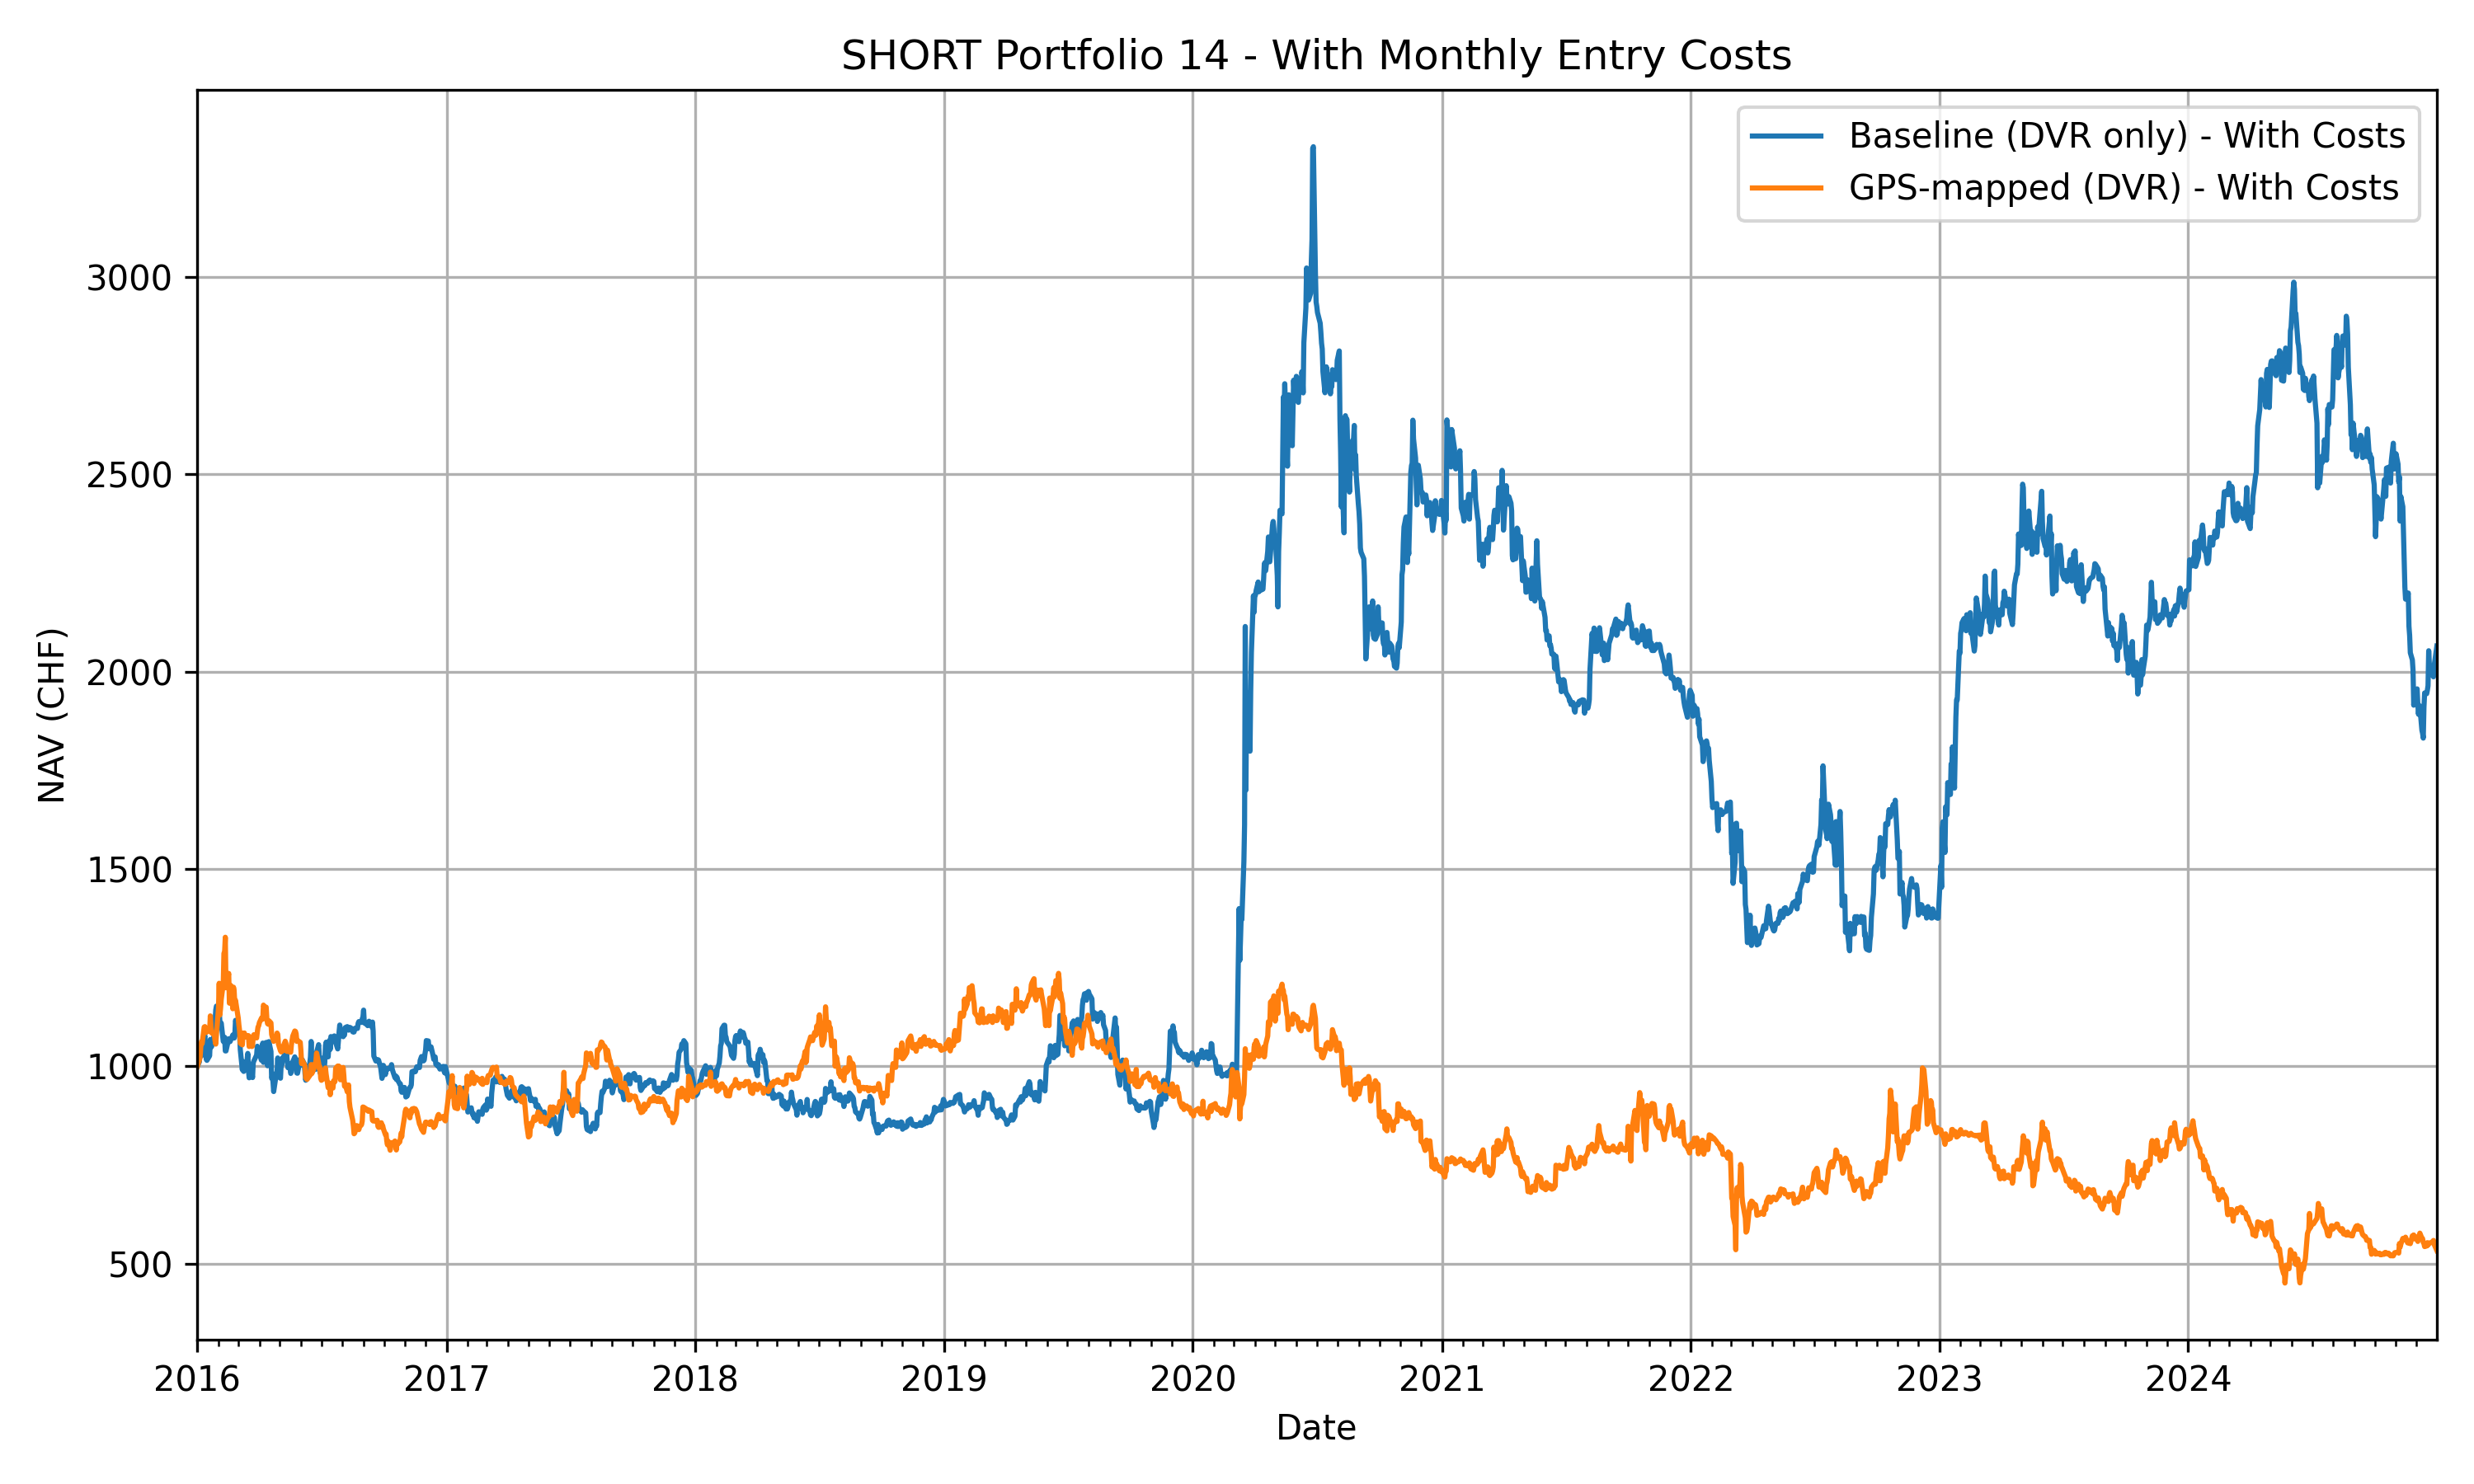 SHORT Portfolio 14 - With Monthly Entry Costs
Baseline (DVR only) - With Costs
GPS-mapped (DVR) - With Costs
NAV (CHF)
3000
2500
2000
1500
1000
500
2016 2017 2018 2019 2020 2021 2022 2023 2024
Date